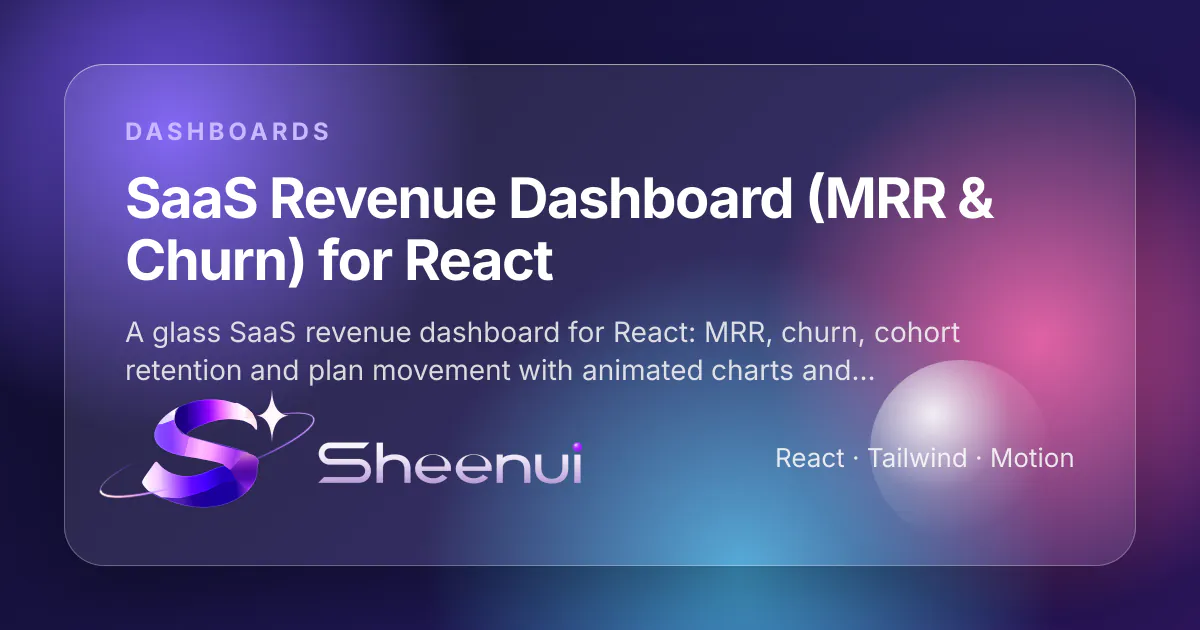 DASHBOARDS
SaaS Revenue Dashboard (MRR &
Churn) for React
A glass SaaS revenue dashboard for React: MRR, churn, cohort
retention and plan movement with animated charts and...
Sheenui
React · Tailwind · Motion